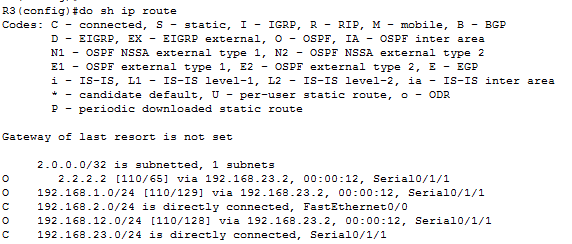 R3(config)#do sh ip route
Codes: C - connected, S - static, I - IGRP, R - RIP, M - mobile, B - BGP
       D - EIGRP, EX - EIGRP external, O - OSPF, IA - OSPF inter area
       N1 - OSPF NSSA external type 1, N2 - OSPF NSSA external type 2
       E1 - OSPF external type 1, E2 - OSPF external type 2, E - EGP
       i - IS-IS, L1 - IS-IS level-1, L2 - IS-IS level-2, ia - IS-IS inter area
       * - candidate default, U - per-user static route, o - ODR
       P - periodic downloaded static route

Gateway of last resort is not set

     2.0.0.0/32 is subnetted, 1 subnets
O       2.2.2.2 [110/65] via 192.168.23.2, 00:00:12, Serial0/1/1
O    192.168.1.0/24 [110/129] via 192.168.23.2, 00:00:12, Serial0/1/1
C    192.168.2.0/24 is directly connected, FastEthernet0/0
O    192.168.12.0/24 [110/128] via 192.168.23.2, 00:00:12, Serial0/1/1
C    192.168.23.0/24 is directly connected, Serial0/1/1